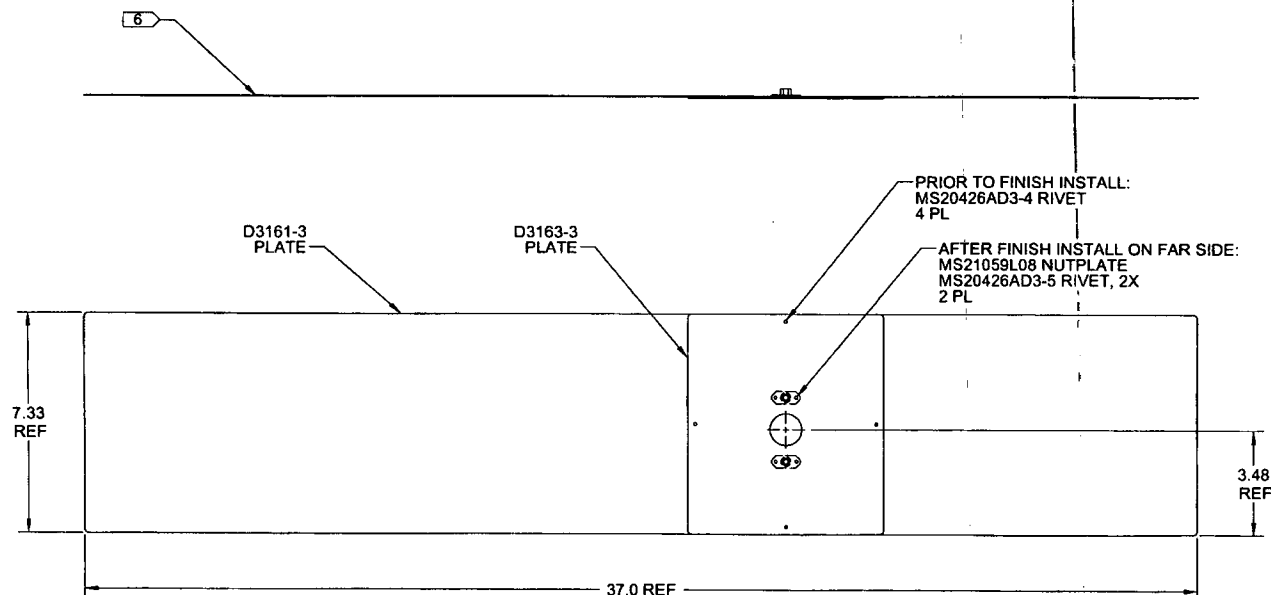 6
PRIOR TO FINISH INSTALL:
MS20426AD3-4 RIVET
4 PL
D3161-3
PLATE
D3163-3
PLATE
AFTER FINISH INSTALL ON FAR SIDE:
MS21059L08 NUTPLATE
MS20426AD3-5 RIVET, 2X
2 PL
7.33
REF
3.48
REF
37.0 REF